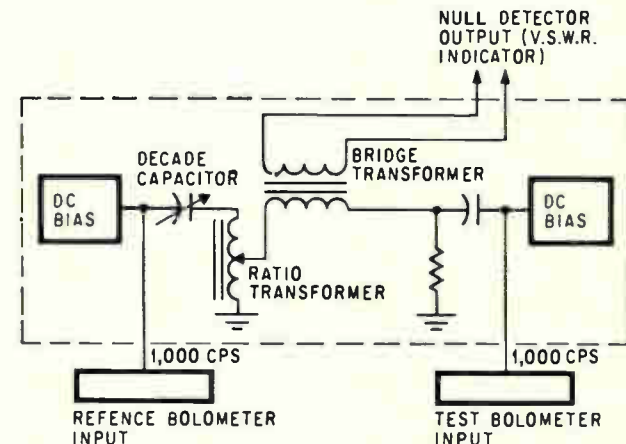 NULL DETECTOR
OUTPUT (V.S.W.R.
INDICATOR)
DECADE
CAPACITOR
BRIDGE
TRANSFORMER
DC
BIAS
DC
BIAS
RATIO
TRANSFORMER
1,000 CPS
1,000 CPS
REFENCE BOLOMETER
INPUT
TEST BOLOMETER
INPUT